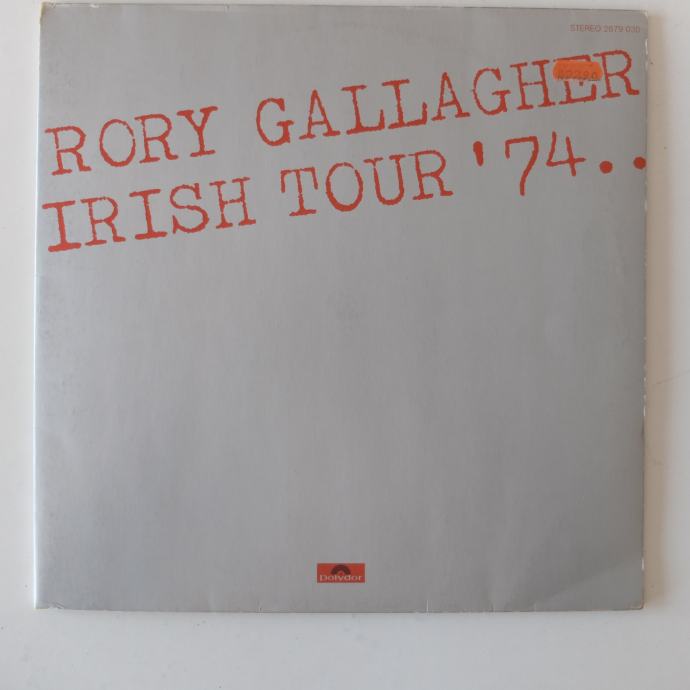 STEREO 2679 030
RORY GALLAGHER
IRISH TOUR '74..
Polydor